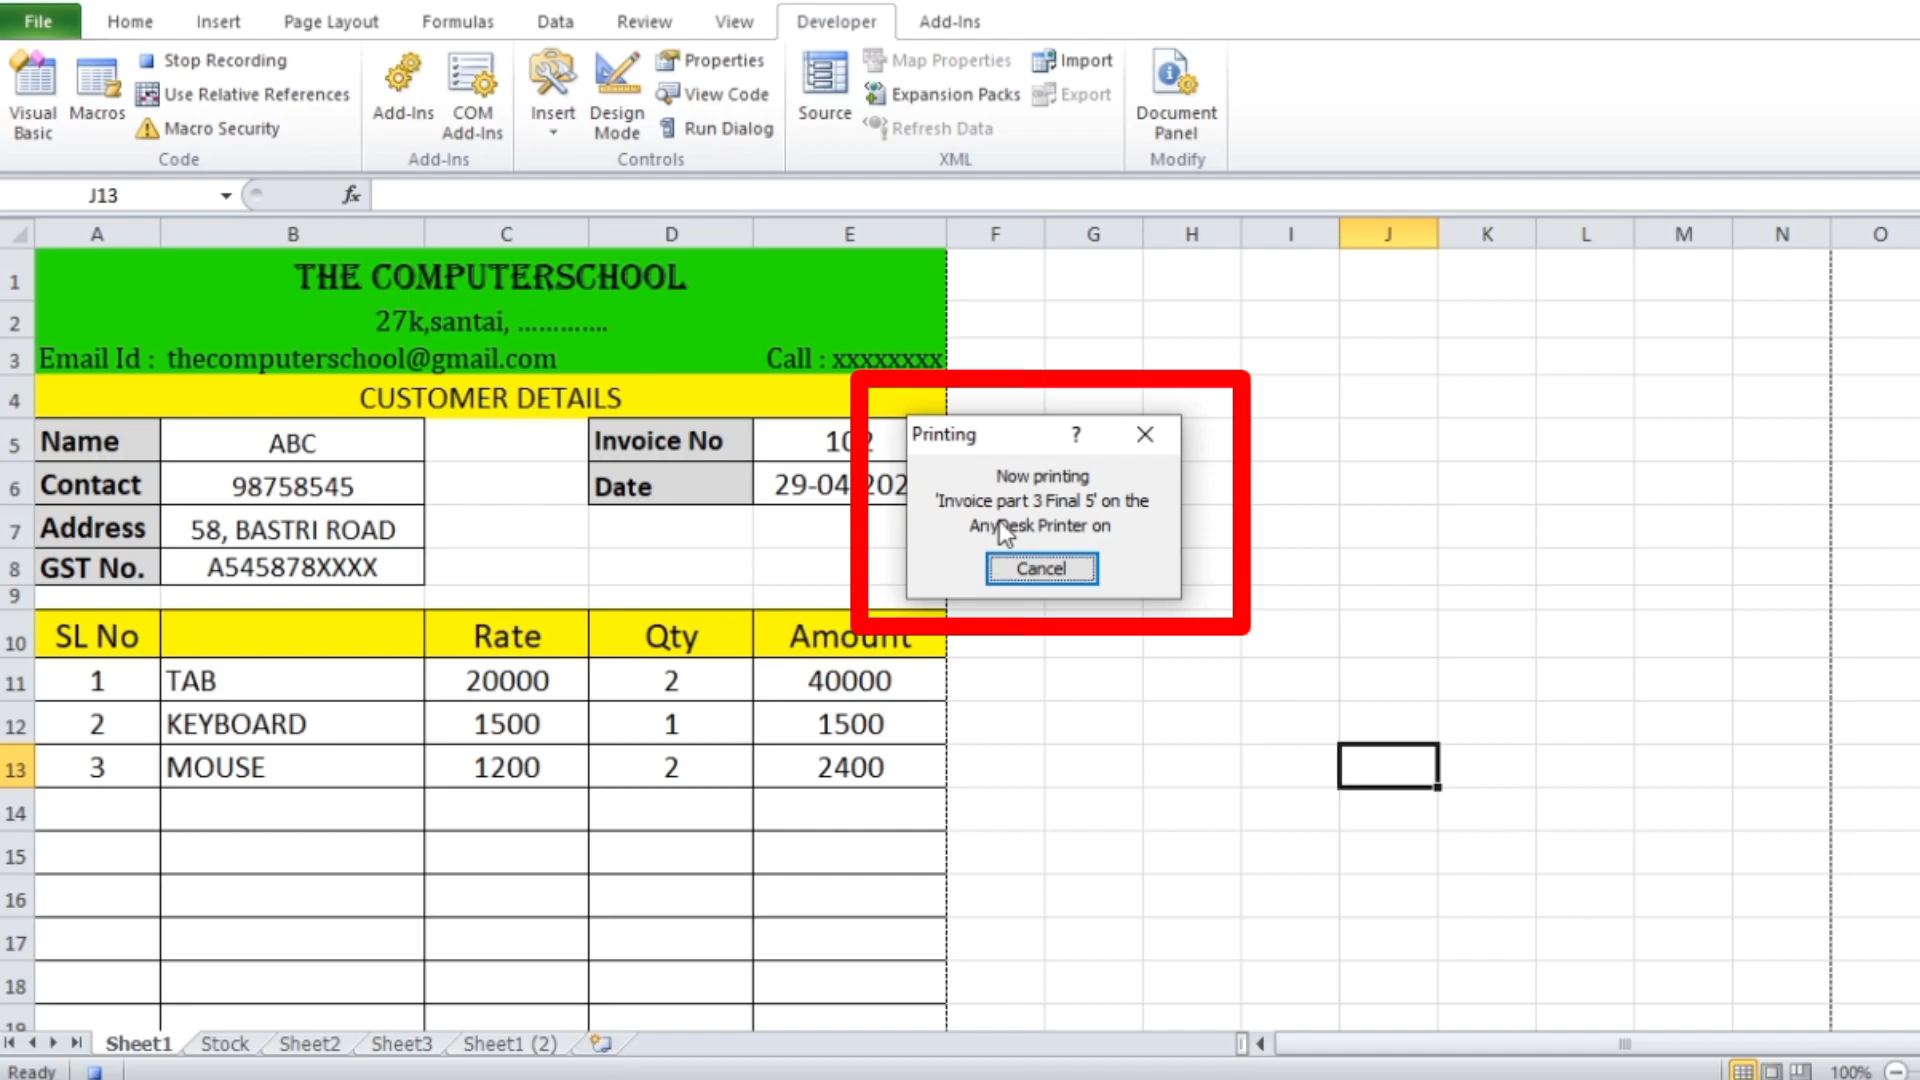 File Home Insert Page Layout Formulas Data Review View Developer Add-Ins
Visual Basic
Macros
Stop Recording
Use Relative References
Macro Security
Code
Add-Ins
COM Add-Ins
Add-Ins
Insert
Design Mode
Properties
View Code
Run Dialog
Controls
Source
Map Properties
Expansion Packs
Refresh Data
Import
Export
XML
Document Panel
Modify
J13 fx
A B C D E F G H I J K L M N O
1 THE COMPUTERSCHOOL
2 27k,santai, .............
3 Email Id : thecomputerschool@gmail.com Call : xxxxxxxx
4 CUSTOMER DETAILS
5 Name ABC Invoice No 102
6 Contact 98758545 Date 29-04 202
7 Address 58, BASTRI ROAD
8 GST No. A545878XXXX
9
10 SL No Rate Qty Amount
11 1 TAB 20000 2 40000
12 2 KEYBOARD 1500 1 1500
13 3 MOUSE 1200 2 2400
14
15
16
17
18
19
Printing ?
Now printing
'Invoice part 3 Final 5' on the
AnyDesk Printer on
Cancel
Sheet1 Stock Sheet2 Sheet3 Sheet1 (2)
Ready 100%